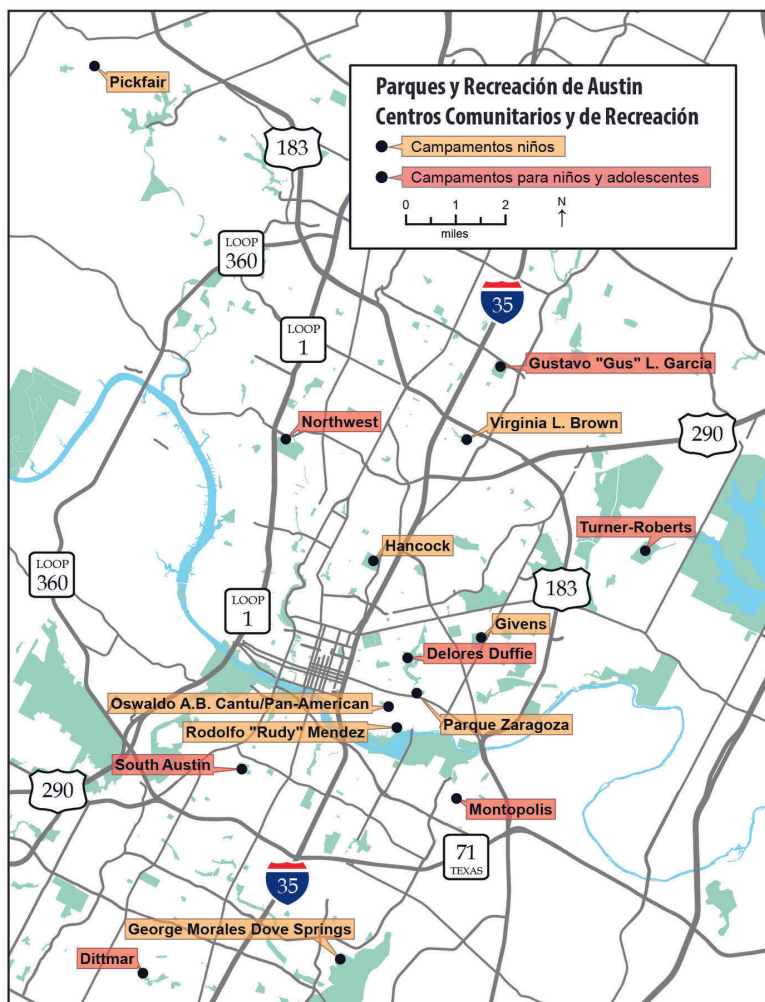 Pickfair
Parques y Recreación de Austin
Centros Comunitarios y de Recreación
Campamentos niños
Campamentos para niños y adolescentes
0 1 2
miles
N
183
LOOP
360
35
LOOP
1
Gustavo "Gus" L. Garcia
Northwest
Virginia L. Brown
290
Turner-Roberts
Hancock
LOOP
360
183
LOOP
1
Givens
Delores Duffie
Oswaldo A.B. Cantu/Pan-American
Parque Zaragoza
Rodolfo "Rudy" Mendez
South Austin
290
Montopolis
71
TEXAS
35
George Morales Dove Springs
Dittmar